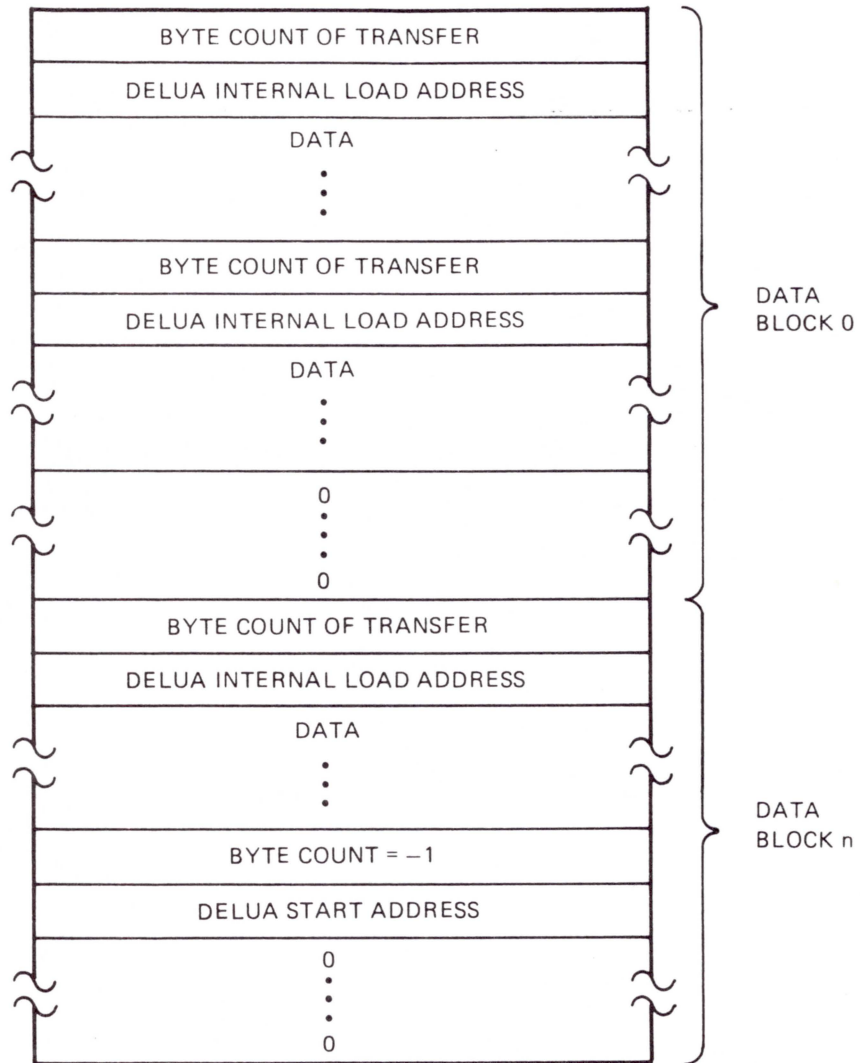 BYTE COUNT OF TRANSFER
DELUA INTERNAL LOAD ADDRESS
DATA
BYTE COUNT OF TRANSFER
DELUA INTERNAL LOAD ADDRESS
DATA
0
0
DATA
BLOCK 0
BYTE COUNT OF TRANSFER
DELUA INTERNAL LOAD ADDRESS
DATA
BYTE COUNT = −1
DELUA START ADDRESS
0
0
DATA
BLOCK n